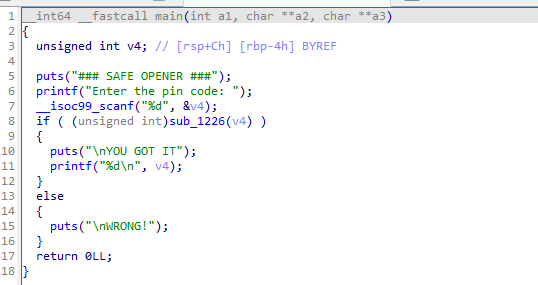 1 __int64 __fastcall main(int a1, char **a2, char **a3)
2 {
3 unsigned int v4; // [rsp+Ch] [rbp-4h] BYREF
4
5 puts("### SAFE OPENER ###");
6 printf("Enter the pin code: ");
7 __isoc99_scanf("%d", &v4);
8 if ( (unsigned int)sub_1226(v4) )
9 {
10 puts("\nYOU GOT IT");
11 printf("%d\n", v4);
12 }
13 else
14 {
15 puts("\nWRONG!");
16 }
17 return 0LL;
18 }